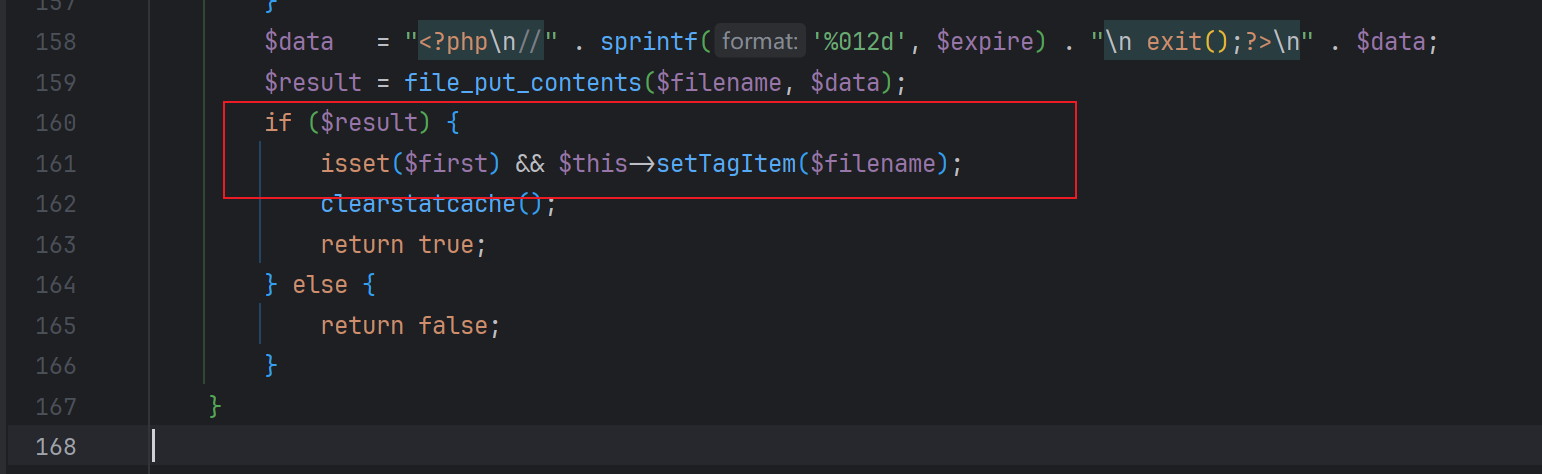 157 }
158 $data = "<?php\n//" . sprintf( format: '%012d', $expire) . "\n exit();?>\n" . $data;
159 $result = file_put_contents($filename, $data);
160 if ($result) {
161 isset($first) && $this->setTagItem($filename);
162 clearstatcache();
163 return true;
164 } else {
165 return false;
166 }
167 }
168